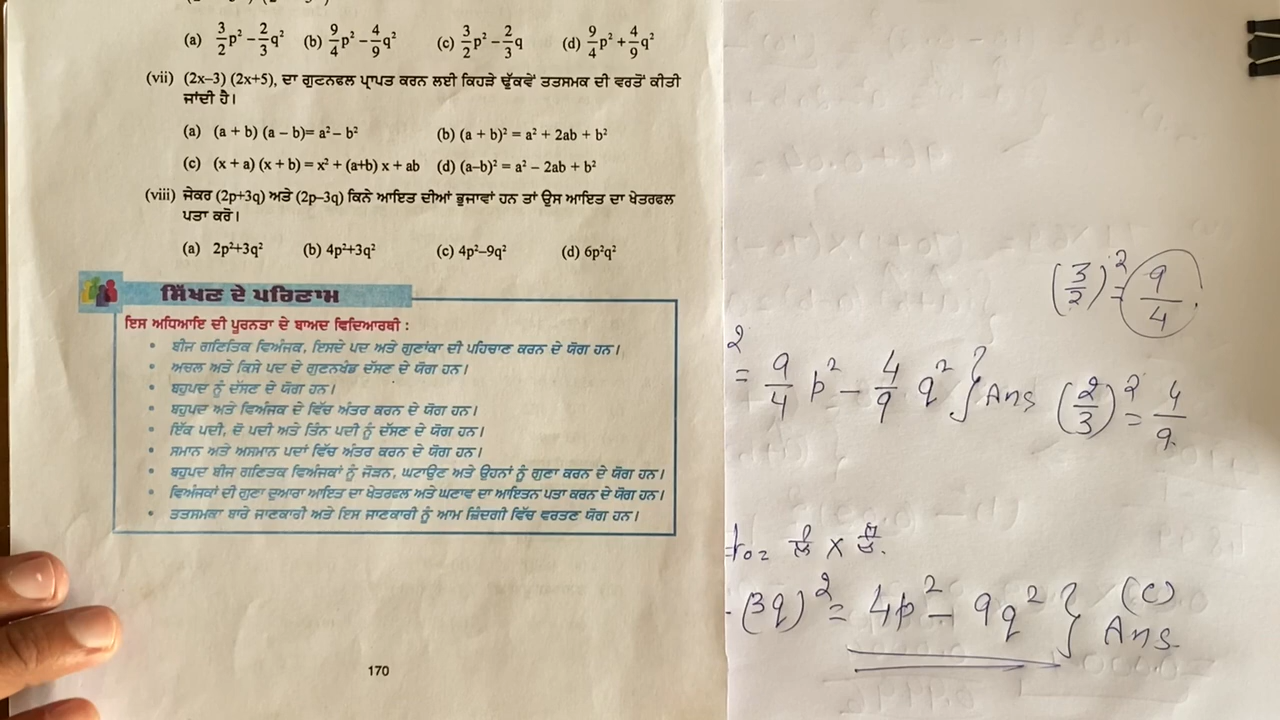 (a) 3/2p² – 2/3q² (b) 9/4p² – 4/9q² (c) 3/2p² – 2/3q (d) 9/4p² + 4/9q²
(vii) (2x–3) (2x+5), ਦਾ ਗੁਣਨਫਲ ਪ੍ਰਾਪਤ ਕਰਨ ਲਈ ਕਿਹੜੇ ਢੁੱਕਵੇਂ ਤਤਸਮਕ ਦੀ ਵਰਤੋਂ ਕੀਤੀ
ਜਾਂਦੀ ਹੈ।
(a) (a + b) (a – b)= a² – b² (b) (a + b)² = a² + 2ab + b²
(c) (x + a) (x + b) = x² + (a+b) x + ab (d) (a–b)² = a² – 2ab + b²
(viii) ਜੇਕਰ (2p+3q) ਅਤੇ (2p–3q) ਕਿਨੇ ਆਇਤ ਦੀਆਂ ਭੁਜਾਵਾਂ ਹਨ ਤਾਂ ਉਸ ਆਇਤ ਦਾ ਖੇਤਰਫਲ
ਪਤਾ ਕਰੋ।
(a) 2p²+3q² (b) 4p²+3q² (c) 4p²–9q² (d) 6p²q²
ਸਿੱਖਣ ਦੇ ਪਰਿਣਾਮ
ਇਸ ਅਧਿਆਇ ਦੀ ਪੂਰਨਤਾ ਦੇ ਬਾਅਦ ਵਿਦਿਆਰਥੀ :
• ਬੀਜ ਗਣਿਤਿਕ ਵਿਅੰਜਕ, ਇਸਦੇ ਪਦ ਅਤੇ ਗੁਣਾਂਕਾ ਦੀ ਪਹਿਚਾਣ ਕਰਨ ਦੇ ਯੋਗ ਹਨ।
• ਅਚਲ ਅਤੇ ਕਿਸੇ ਪਦ ਦੇ ਗੁਣਨਖੰਡ ਦੱਸਣ ਦੇ ਯੋਗ ਹਨ।
• ਬਹੁਪਦ ਨੂੰ ਦੱਸਣ ਦੇ ਯੋਗ ਹਨ।
• ਬਹੁਪਦ ਅਤੇ ਵਿਅੰਜਕ ਦੇ ਵਿੱਚ ਅੰਤਰ ਕਰਨ ਦੇ ਯੋਗ ਹਨ।
• ਇੱਕ ਪਦੀ, ਦੋ ਪਦੀ ਅਤੇ ਤਿੰਨ ਪਦੀ ਨੂੰ ਦੱਸਣ ਦੇ ਯੋਗ ਹਨ।
• ਸਮਾਨ ਅਤੇ ਅਸਮਾਨ ਪਦਾਂ ਵਿੱਚ ਅੰਤਰ ਕਰਨ ਦੇ ਯੋਗ ਹਨ।
• ਬਹੁਪਦ ਬੀਜ ਗਣਿਤਕ ਵਿਅੰਜਕਾਂ ਨੂੰ ਜੋੜਨ, ਘਟਾਉਣ ਅਤੇ ਉਹਨਾਂ ਨੂੰ ਗੁਣਾ ਕਰਨ ਦੇ ਯੋਗ ਹਨ।
• ਵਿਅੰਜਕਾਂ ਦੀ ਗੁਣਾ ਦੁਆਰਾ ਆਇਤ ਦਾ ਖੇਤਰਫਲ ਅਤੇ ਘਣਾਵ ਦਾ ਆਇਤਨ ਪਤਾ ਕਰਨ ਦੇ ਯੋਗ ਹਨ।
• ਤਤਸਮਕਾ ਬਾਰੇ ਜਾਣਕਾਰੀ ਅਤੇ ਇਸ ਜਾਣਕਾਰੀ ਨੂੰ ਆਮ ਜ਼ਿੰਦਗੀ ਵਿੱਚ ਵਰਤਣ ਯੋਗ ਹਨ।
170
(3/2)² = 9/4
² = 9/4 p² – 4/9 q² } Ans (2/3)² = 4/9
- (3q)² = 4p² – 9q² } (c)
Ans